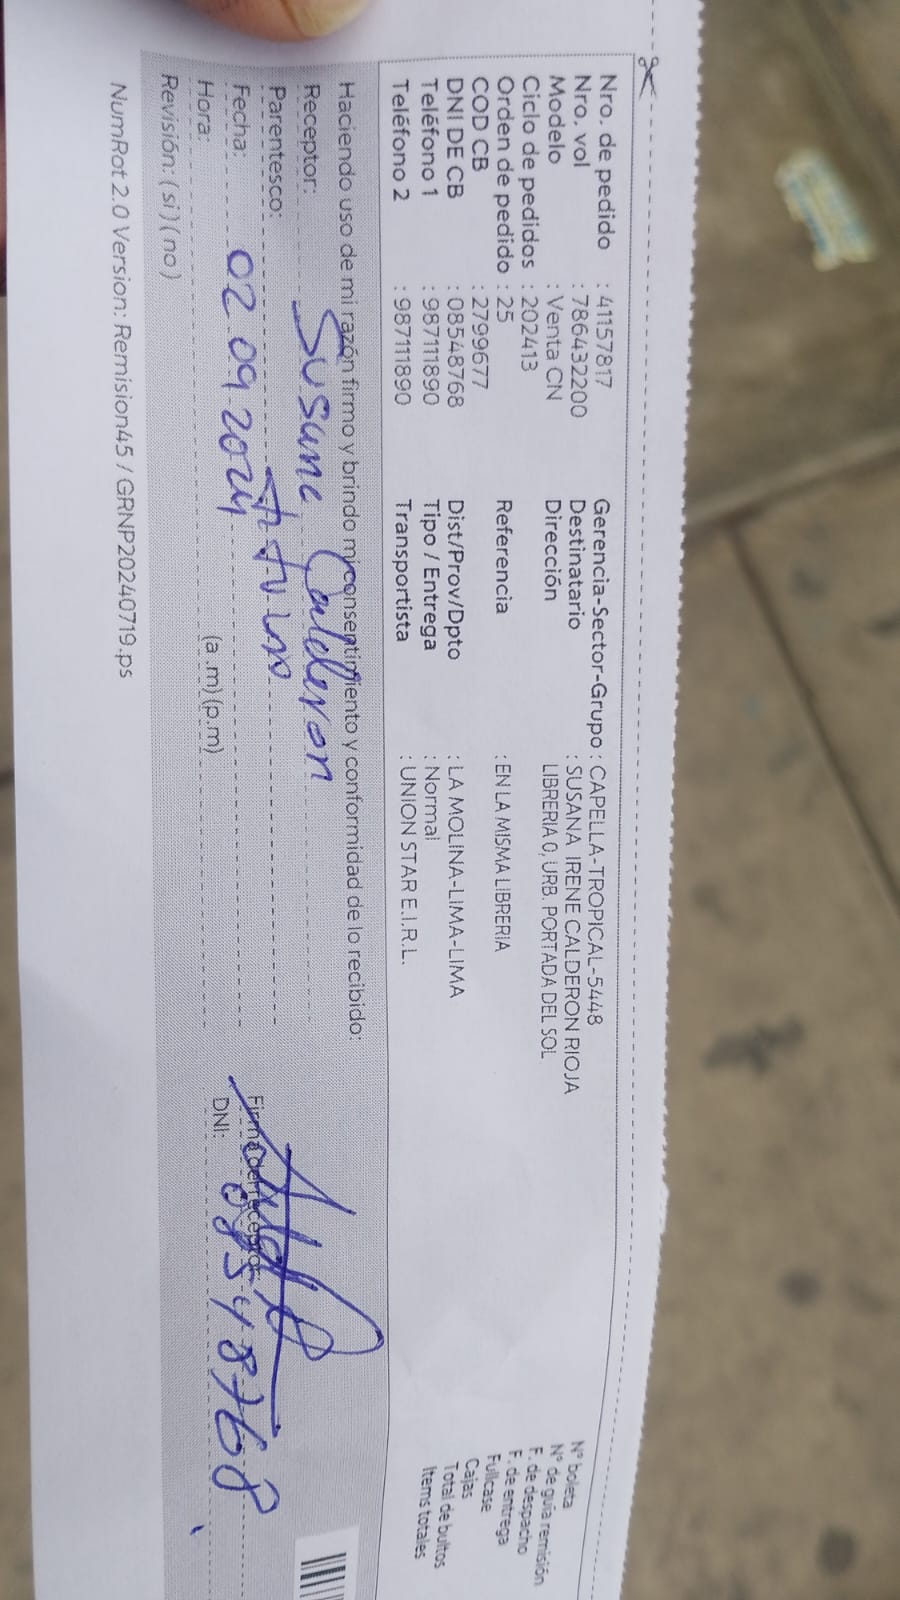 Nro. de pedido : 41157817
Nro. vol : 786432200
Modelo : Venta CN
Ciclo de pedidos : 202413
Orden de pedido : 25
COD CB : 2799677
DNI DE CB : 08548768
Teléfono 1 : 987111890
Teléfono 2 : 987111890
Gerencia-Sector-Grupo : CAPELLA-TROPICAL-5448
Destinatario : SUSANA IRENE CALDERON RIOJA
Dirección LIBRERIA 0, URB. PORTADA DEL SOL
Referencia : EN LA MISMA LIBRERIA
Dist/Prov/Dpto : LA MOLINA-LIMA-LIMA
Tipo / Entrega : Normal
Transportista : UNION STAR E.I.R.L.
N° boleta
N° de guia remisión
F. de despacho
F. de entrega
Fullcase
Cajas
Total de bultos
Items totales
Haciendo uso de mi razón firmo y brindo mi consentimiento y conformidad de lo recibido:
Receptor: Susana Calderon
Parentesco: Titular
Fecha: 02 09 2024
Hora: (a .m) (p.m)
Revisión: ( si ) ( no )
Firma del receptor
DNI: 08548768
NumRot 2.0 Version: Remision45 / GRNP20240719.ps